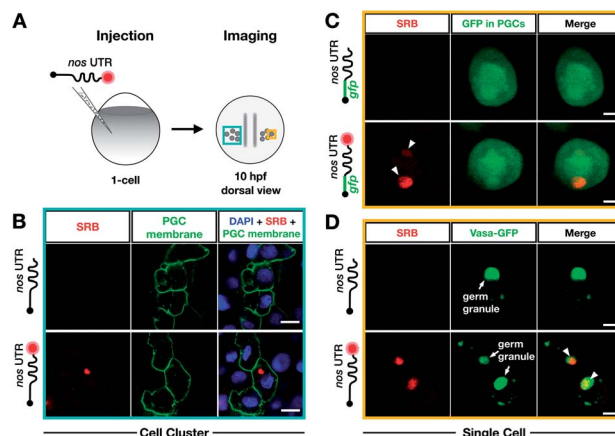 A
Injection
Imaging
nos UTR
1-cell
10 hpf
dorsal view
B
SRB
PGC
membrane
DAPI + SRB +
PGC membrane
nos UTR
nos UTR
Cell Cluster
C
SRB
GFP in PGCs
Merge
nos UTR
gfp
nos UTR
gfp
D
SRB
Vasa-GFP
Merge
nos UTR
germ
granule
nos UTR
germ
granule
Single Cell